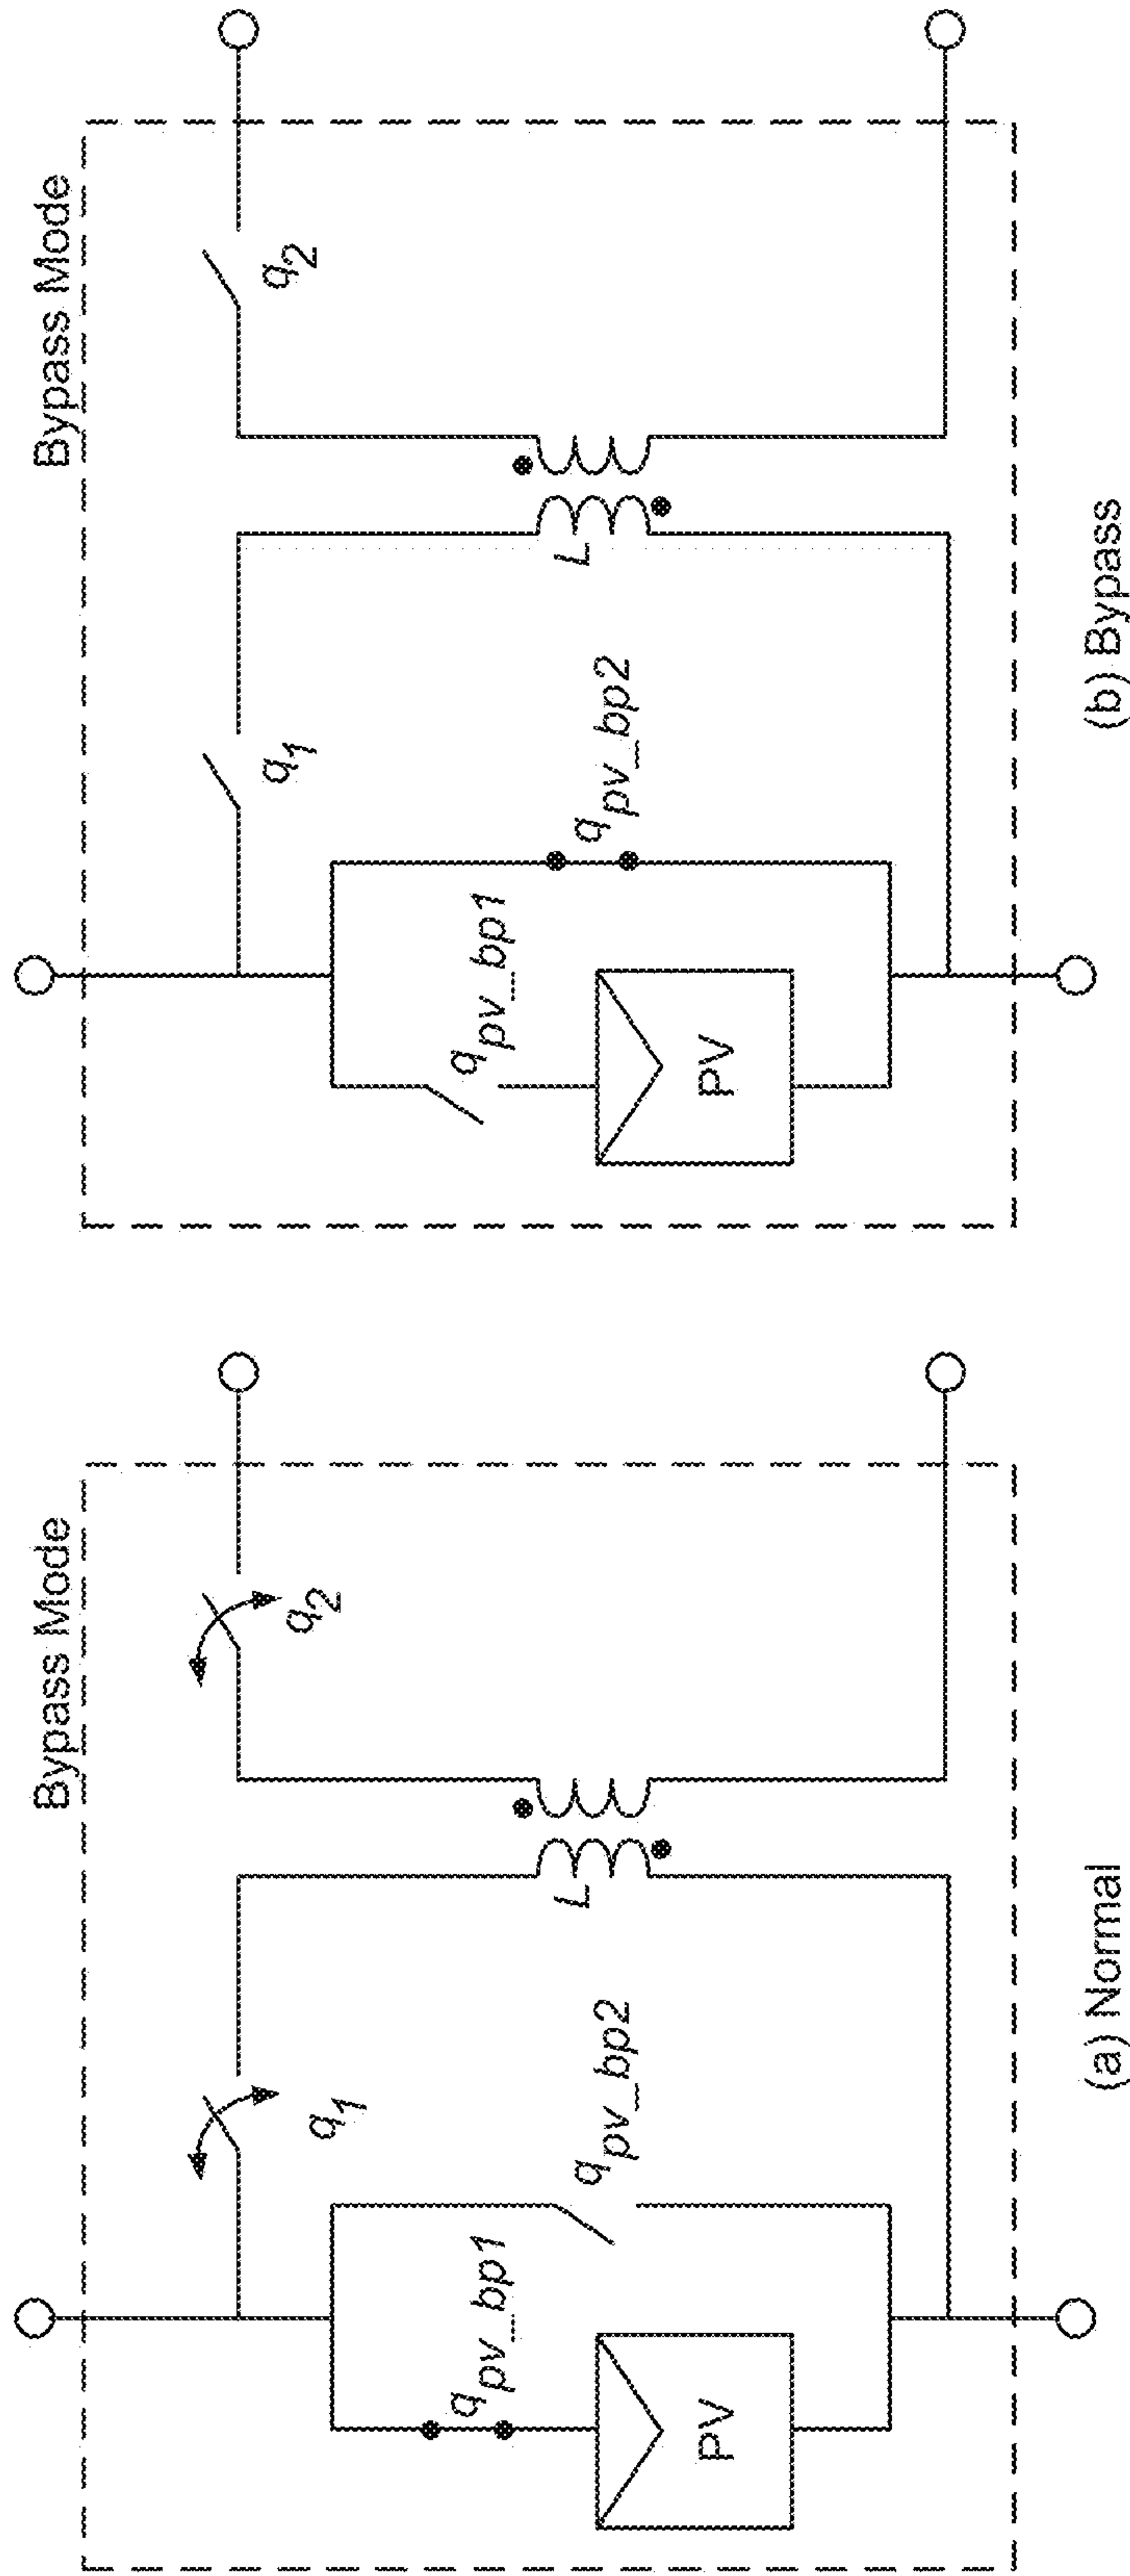 Bypass Mode
q1
q2
qpv_bp1
qpv_bp2
L
PV
(a) Normal
Bypass Mode
q1
q2
qpv_bp1
qpv_bp2
L
PV
(b) Bypass